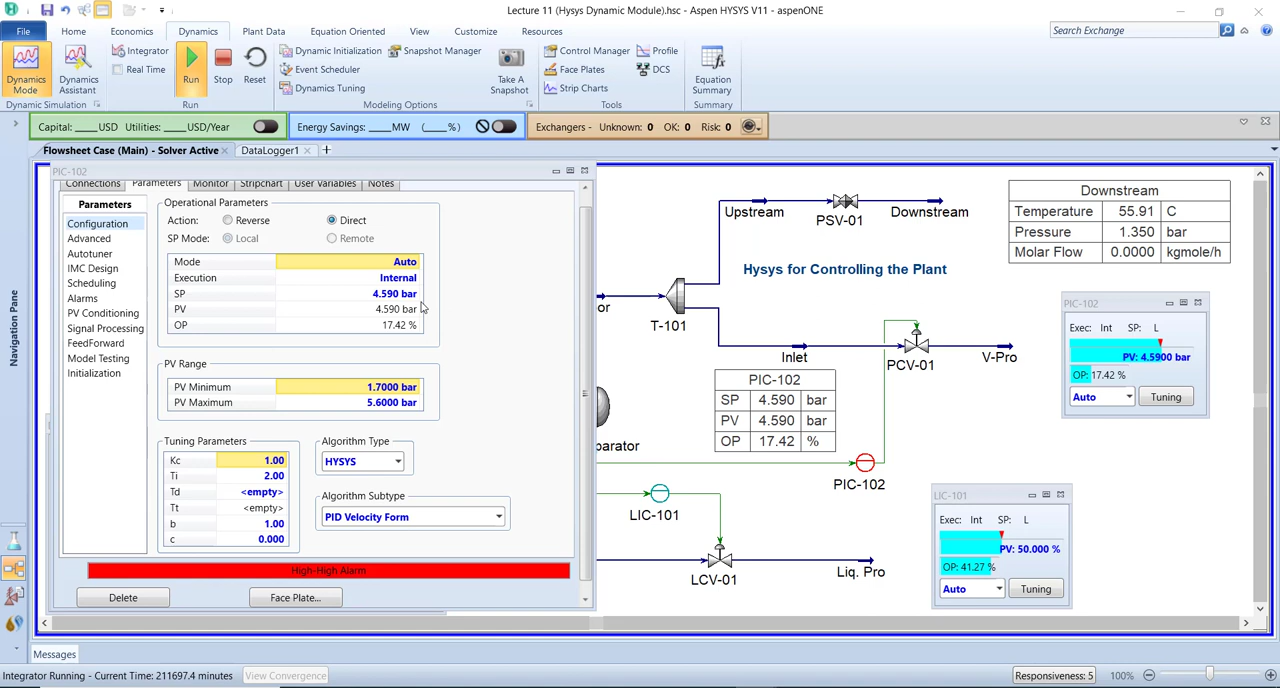 Lecture 11 (Hysys Dynamic Module).hsc - Aspen HYSYS V11 - aspenONE
File Home Economics Dynamics Plant Data Equation Oriented View Customize Resources Search Exchange
Dynamics Mode
Dynamics Assistant
Dynamic Simulation
Integrator
Real Time
Run
Stop
Reset
Run
Dynamic Initialization
Snapshot Manager
Event Scheduler
Dynamics Tuning
Take A Snapshot
Modeling Options
Control Manager
Profile
Face Plates
DCS
Strip Charts
Tools
Equation Summary
Summary
Capital: ____USD Utilities: ____USD/Year
Energy Savings: ____MW (____%)
Exchangers - Unknown: 0 OK: 0 Risk: 0
Flowsheet Case (Main) - Solver Active
DataLogger1
Navigation Pane
PIC-102
Connections Parameters Monitor Stripchart User Variables Notes
Parameters
Configuration
Advanced
Autotuner
IMC Design
Scheduling
Alarms
PV Conditioning
Signal Processing
FeedForward
Model Testing
Initialization
Operational Parameters
Action: Reverse Direct
SP Mode: Local Remote
Mode Auto
Execution Internal
SP 4.590 bar
PV 4.590 bar
OP 17.42 %
PV Range
PV Minimum 1.7000 bar
PV Maximum 5.6000 bar
Tuning Parameters
Kc 1.00
Ti 2.00
Td <empty>
Tt <empty>
b 1.00
c 0.000
Algorithm Type
HYSYS
Algorithm Subtype
PID Velocity Form
High-High Alarm
Delete
Face Plate...
Upstream
PSV-01
Downstream
Downstream
Temperature 55.91 C
Pressure 1.350 bar
Molar Flow 0.0000 kgmole/h
Hysys for Controlling the Plant
or
T-101
Inlet
PCV-01
V-Pro
PIC-102
SP 4.590 bar
PV 4.590 bar
OP 17.42 %
parator
PIC-102
LIC-101
LCV-01
Liq. Pro
PIC-102
Exec: Int SP: L
PV: 4.5900 bar
OP: 17.42 %
Auto
Tuning
LIC-101
Exec: Int SP: L
PV: 50.000 %
OP: 41.27 %
Auto
Tuning
Messages
Integrator Running - Current Time: 211697.4 minutes
View Convergence
Responsiveness: 5
100%